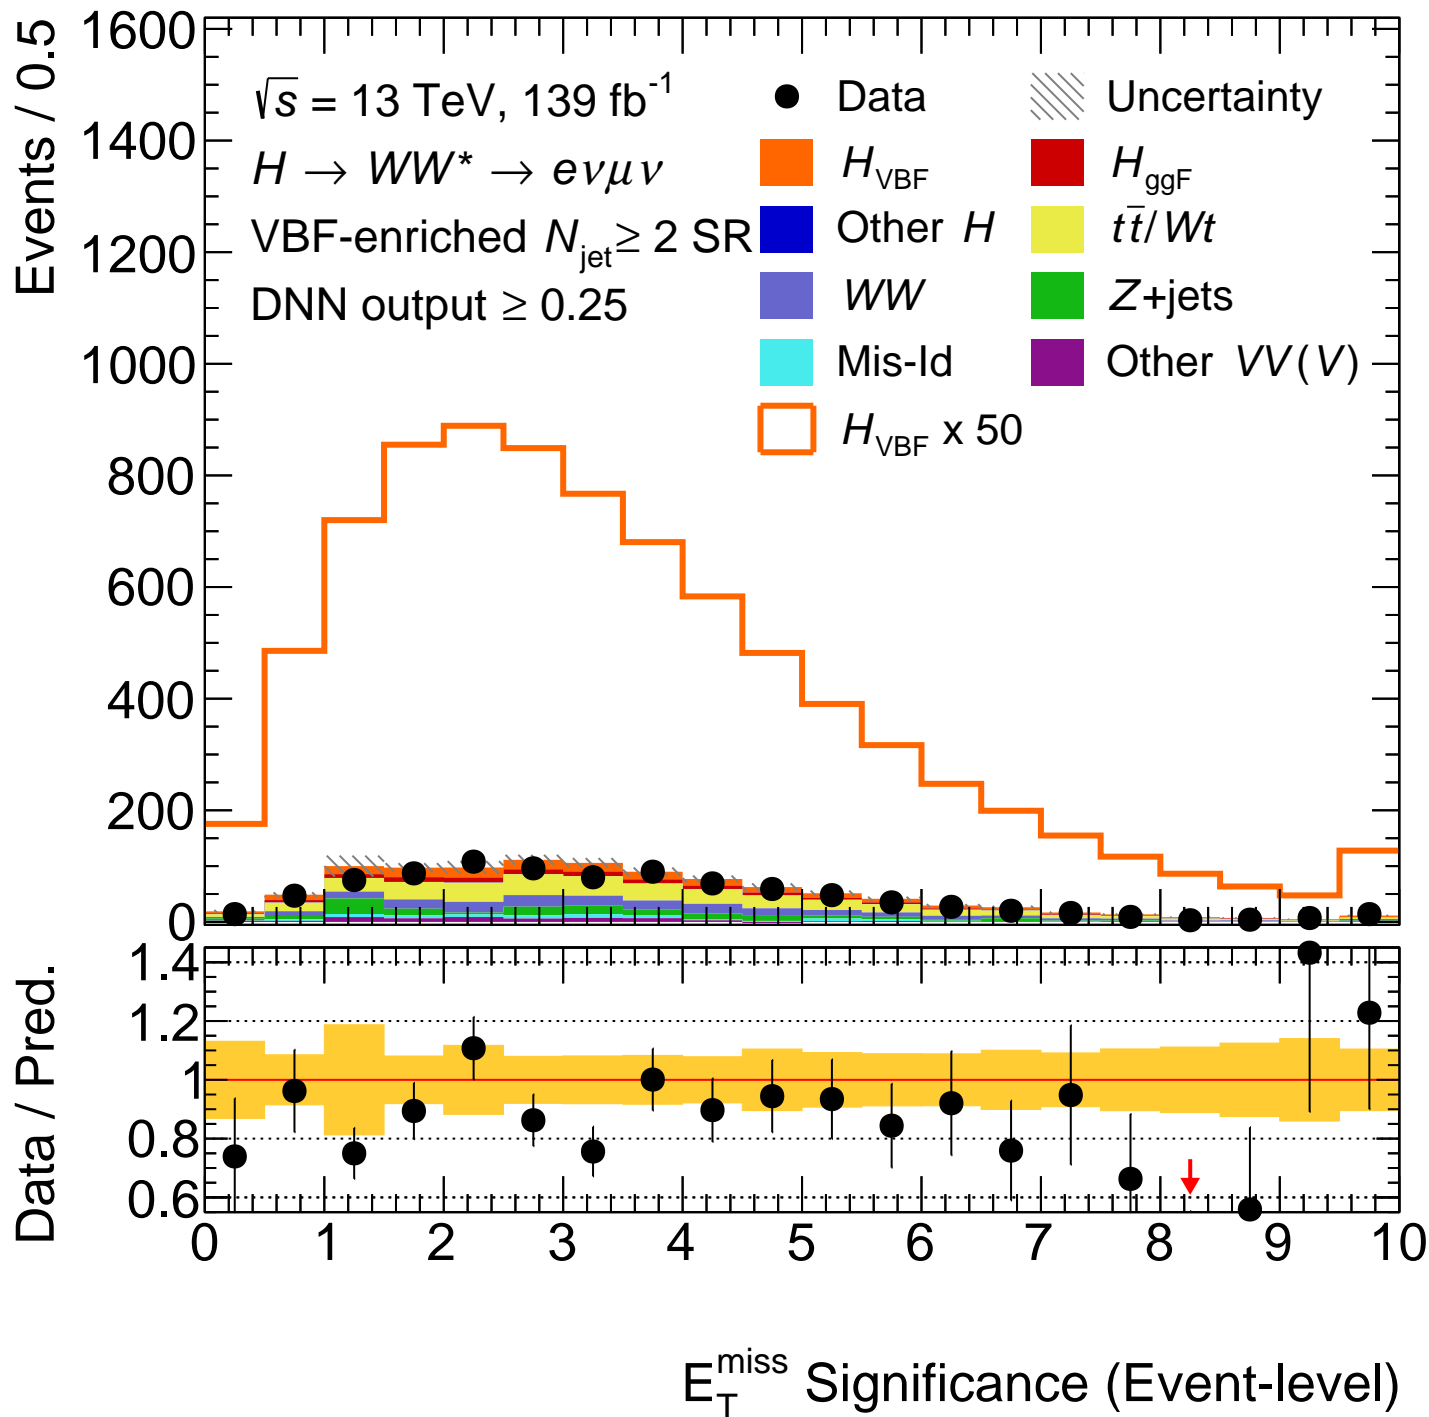 Events / 0.5
1600
1400
1200
1000
800
600
400
200
0
√s = 13 TeV, 139 fb⁻¹
H → WW* → eνμν
VBF-enriched N_jet ≥ 2 SR
DNN output ≥ 0.25
Data
Uncertainty
H_VBF
H_ggF
Other H
tt̄/Wt
WW
Z+jets
Mis-Id
Other VV(V)
H_VBF x 50
Data / Pred.
1.4
1.2
1
0.8
0.6
0 1 2 3 4 5 6 7 8 9 10
E_T^miss Significance (Event-level)